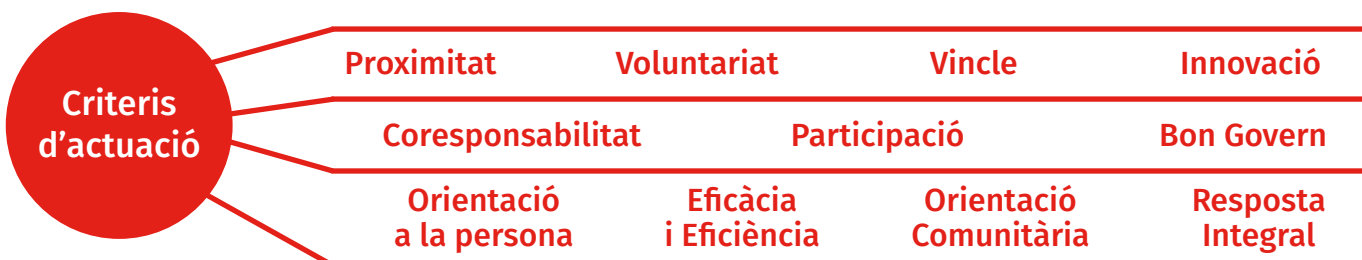 Criteris
d'actuació
Proximitat Voluntariat Vincle Innovació
Coresponsabilitat Participació Bon Govern
Orientació
a la persona
Eficàcia
i Eficiència
Orientació
Comunitària
Resposta
Integral